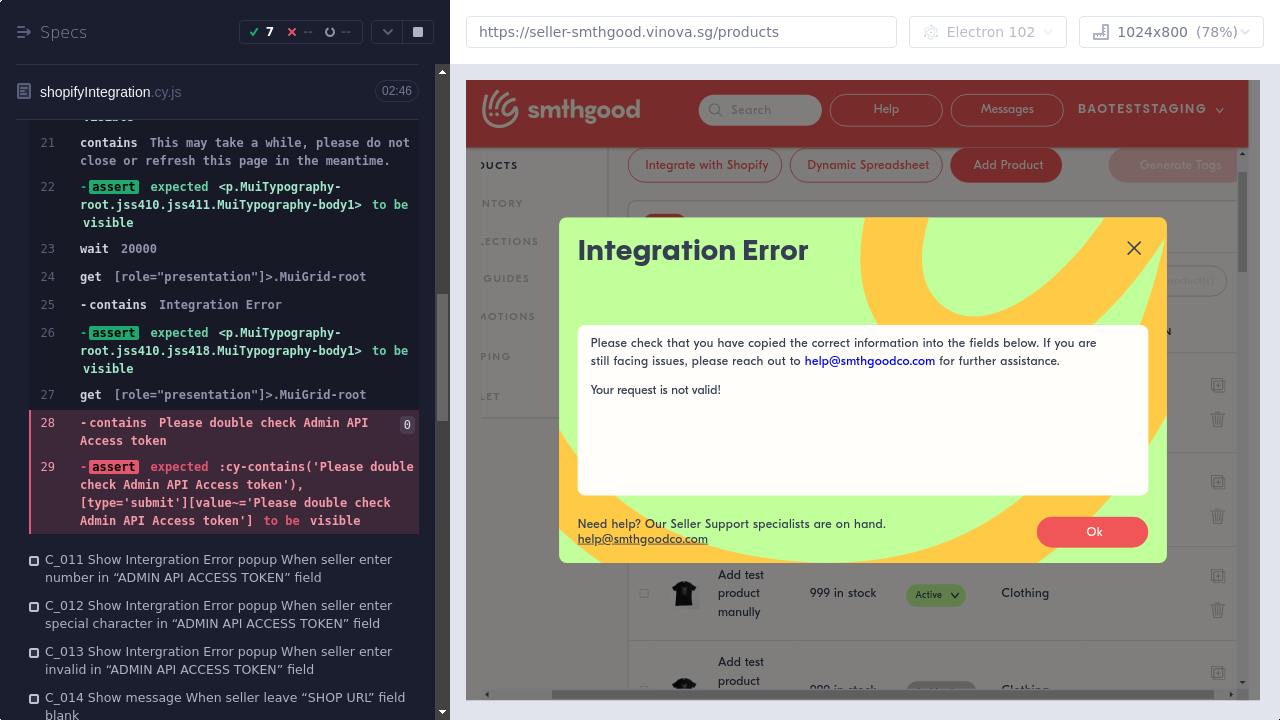 Specs
7
--
--
shopifyIntegration.cy.js
02:46
visible
21 contains This may take a while, please do not
close or refresh this page in the meantime.
22 -assert expected <p.MuiTypography-
root.jss410.jss411.MuiTypography-body1> to be
visible
23 wait 20000
24 get [role="presentation"]>.MuiGrid-root
25 -contains Integration Error
26 -assert expected <p.MuiTypography-
root.jss410.jss418.MuiTypography-body1> to be
visible
27 get [role="presentation"]>.MuiGrid-root
28 -contains Please double check Admin API
Access token
0
29 -assert expected :cy-contains('Please double
check Admin API Access token'),
[type='submit'][value~='Please double check
Admin API Access token'] to be visible
C_011 Show Intergration Error popup When seller enter
number in “ADMIN API ACCESS TOKEN” field
C_012 Show Intergration Error popup When seller enter
special character in “ADMIN API ACCESS TOKEN” field
C_013 Show Intergration Error popup When seller enter
invalid in “ADMIN API ACCESS TOKEN” field
C_014 Show message When seller leave “SHOP URL” field
blank
https://seller-smthgood.vinova.sg/products
Electron 102
1024x800 (78%)
smthgood
Search
Help
Messages
BAOTESTSTAGING
DUCTS
Integrate with Shopify
Dynamic Spreadsheet
Add Product
Generate Tags
NTORY
LECTIONS
GUIDES
MOTIONS
PING
LET
roduct(s)
N
Integration Error
Please check that you have copied the correct information into the fields below. If you are
still facing issues, please reach out to help@smthgoodco.com for further assistance.
Your request is not valid!
Need help? Our Seller Support specialists are on hand.
help@smthgoodco.com
Ok
Add test
product
manully
999 in stock
Active
Clothing
Add test
product
999 in stock
Clothing